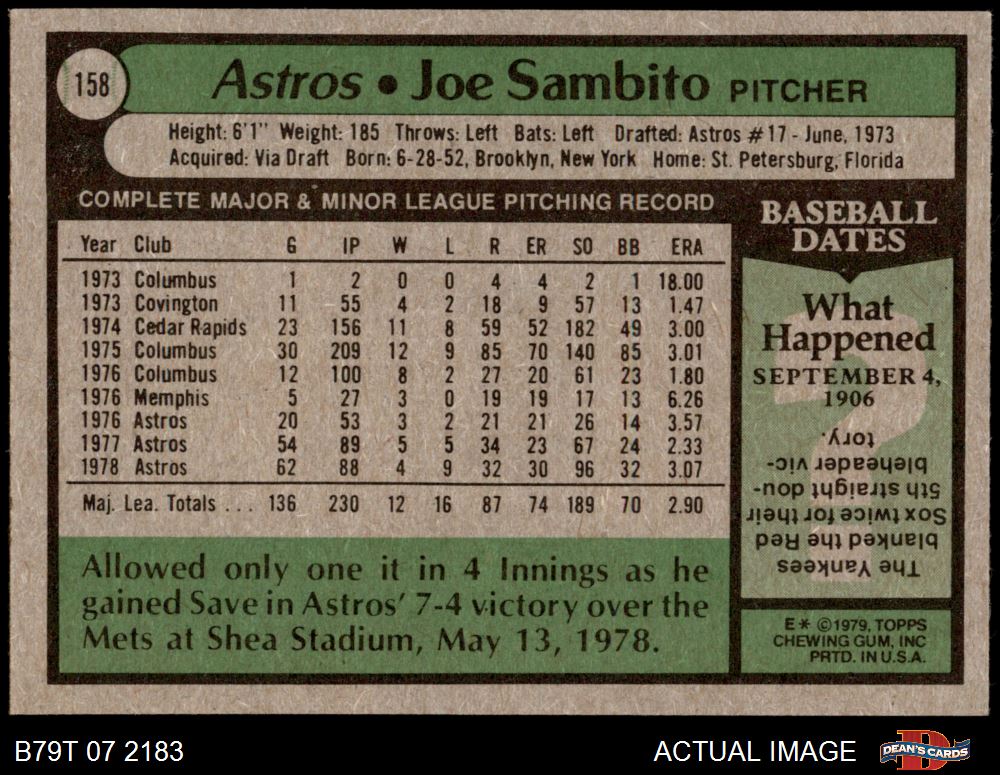 158
Astros • Joe Sambito PITCHER
Height: 6'1" Weight: 185 Throws: Left Bats: Left Drafted: Astros #17 - June, 1973
Acquired: Via Draft Born: 6-28-52, Brooklyn, New York Home: St. Petersburg, Florida
COMPLETE MAJOR & MINOR LEAGUE PITCHING RECORD
Year Club G IP W L R ER SO BB ERA
1973 Columbus 1 2 0 0 4 4 2 1 18.00
1973 Covington 11 55 4 2 18 9 57 13 1.47
1974 Cedar Rapids 23 156 11 8 59 52 182 49 3.00
1975 Columbus 30 209 12 9 85 70 140 85 3.01
1976 Columbus 12 100 8 2 27 20 61 23 1.80
1976 Memphis 5 27 3 0 19 19 17 13 6.26
1976 Astros 20 53 3 2 21 21 26 14 3.57
1977 Astros 54 89 5 5 34 23 67 24 2.33
1978 Astros 62 88 4 9 32 30 96 32 3.07
Maj. Lea. Totals ... 136 230 12 16 87 74 189 70 2.90
Allowed only one it in 4 Innings as he
gained Save in Astros' 7-4 victory over the
Mets at Shea Stadium, May 13, 1978.
BASEBALL
DATES
What
Happened
SEPTEMBER 4,
1906
The Yankees
blanked the Red
Sox twice for their
5th straight dou-
bleheader vic-
tory.
E* ©1979, TOPPS
CHEWING GUM, INC
PRTD. IN U.S.A.
B79T 07 2183
ACTUAL IMAGE
DEAN'S CARDS